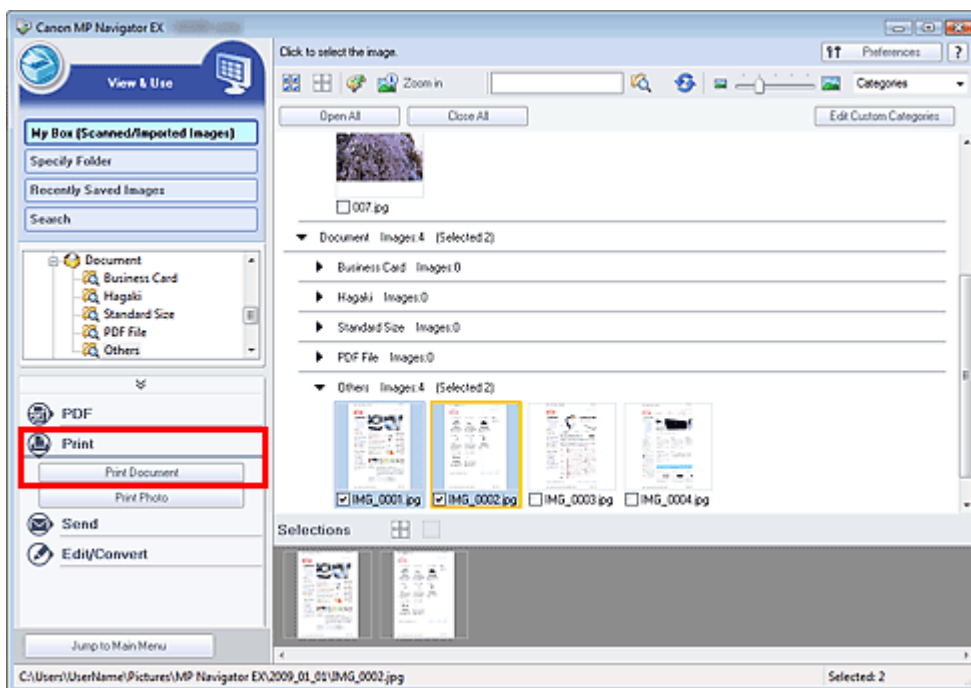 Canon MP Navigator EX
View & Use
My Box (Scanned/Imported Images)
Specify Folder
Recently Saved Images
Search
Document
Business Card
Hagaki
Standard Size
PDF File
Others
PDF
Print
Print Document
Print Photo
Send
Edit/Convert
Jump to Main Menu
Click to select the image.
Preferences
?
Zoom in
Categories
Open All
Close All
Edit Custom Categories
007.jpg
Document Images:4 (Selected:2)
Business Card Images:0
Hagaki Images:0
Standard Size Images:0
PDF File Images:0
Others Images:4 (Selected:2)
IMG_0001.jpg IMG_0002.jpg IMG_0003.jpg IMG_0004.jpg
Selections
C:\Users\UserName\Pictures\MP Navigator EX\2009_01_01\IMG_0002.jpg
Selected: 2